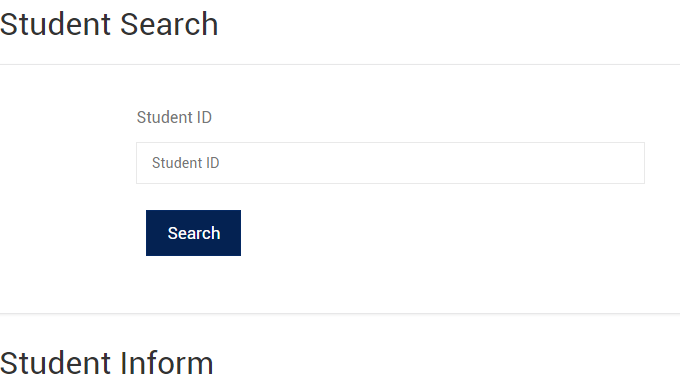 Student Search
Student ID
Student ID
Search
Student Inform